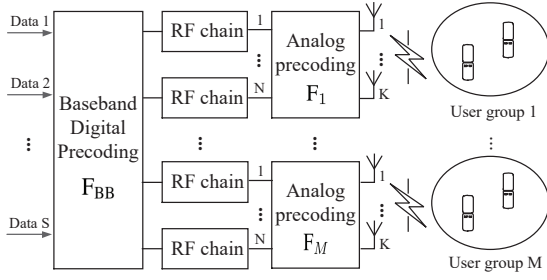 Data 1
Data 2
...
Data S
Baseband
Digital
Precoding
F_BB
RF chain
1
...
RF chain
N
Analog
precoding
F_1
1
...
K
User group 1
...
...
...
RF chain
1
...
RF chain
N
Analog
precoding
F_M
1
...
K
User group M